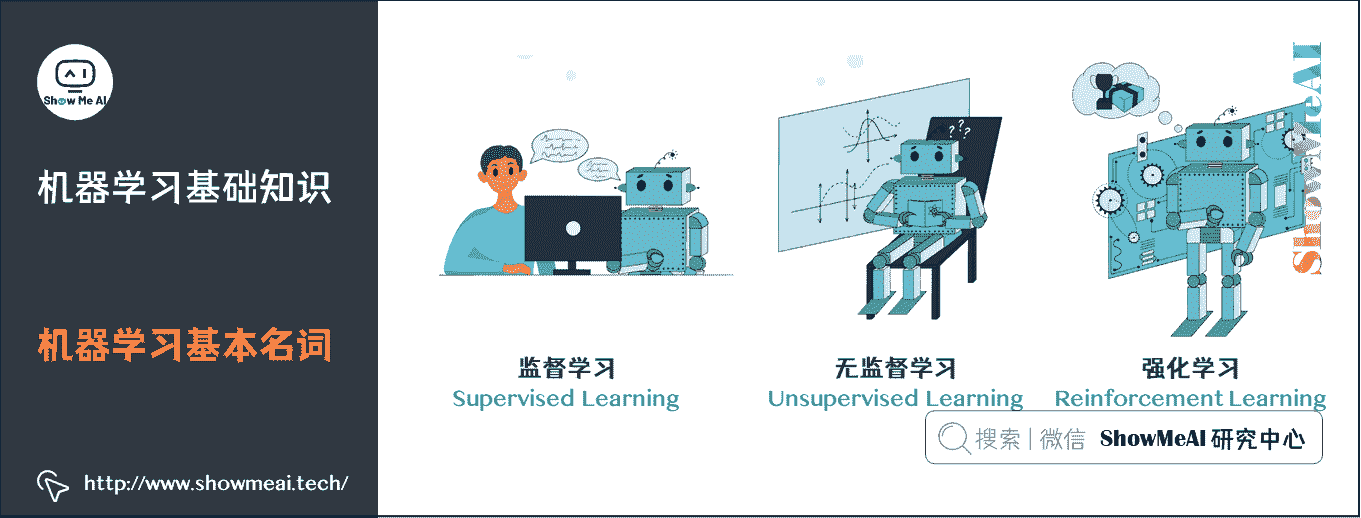 Show Me AI
机器学习基础知识
机器学习基本名词
http://www.showmeai.tech/
? ? ?
监督学习
Supervised Learning
无监督学习
Unsupervised Learning
强化学习
Reinforcement Learning
ShowMeAI
搜索 | 微信 ShowMeAI 研究中心